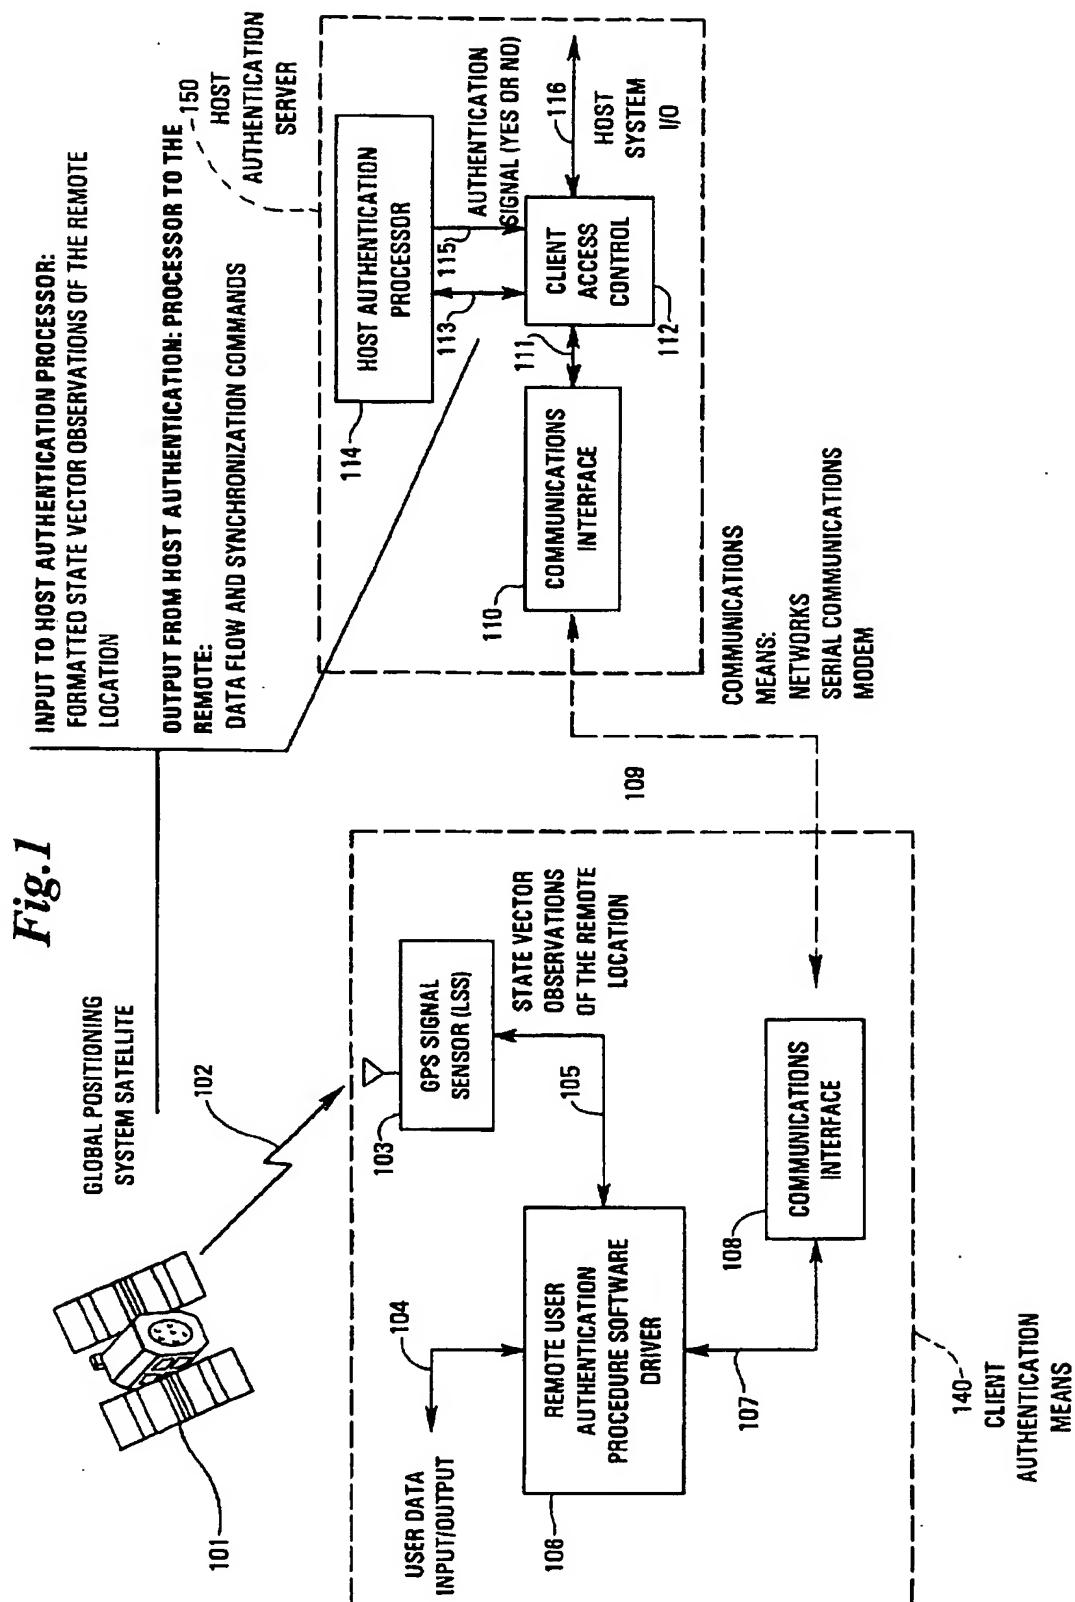 Fig.1
GLOBAL POSITIONING
SYSTEM SATELLITE
101
102
INPUT TO HOST AUTHENTICATION PROCESSOR:
FORMATTED STATE VECTOR OBSERVATIONS OF THE REMOTE
LOCATION
OUTPUT FROM HOST AUTHENTICATION: PROCESSOR TO THE
REMOTE:
DATA FLOW AND SYNCHRONIZATION COMMANDS
150
HOST
AUTHENTICATION
SERVER
USER DATA
INPUT/OUTPUT
104
103
GPS SIGNAL
SENSOR (LSS)
STATE VECTOR
OBSERVATIONS
OF THE REMOTE
LOCATION
105
106
REMOTE USER
AUTHENTICATION
PROCEDURE SOFTWARE
DRIVER
107
108
COMMUNICATIONS
INTERFACE
140
CLIENT
AUTHENTICATION
MEANS
109
COMMUNICATIONS
MEANS:
NETWORKS
SERIAL COMMUNICATIONS
MODEM
114
HOST AUTHENTICATION
PROCESSOR
113
115
AUTHENTICATION
SIGNAL (YES OR NO)
110
COMMUNICATIONS
INTERFACE
111
CLIENT
ACCESS
CONTROL
112
116
HOST
SYSTEM
I/O